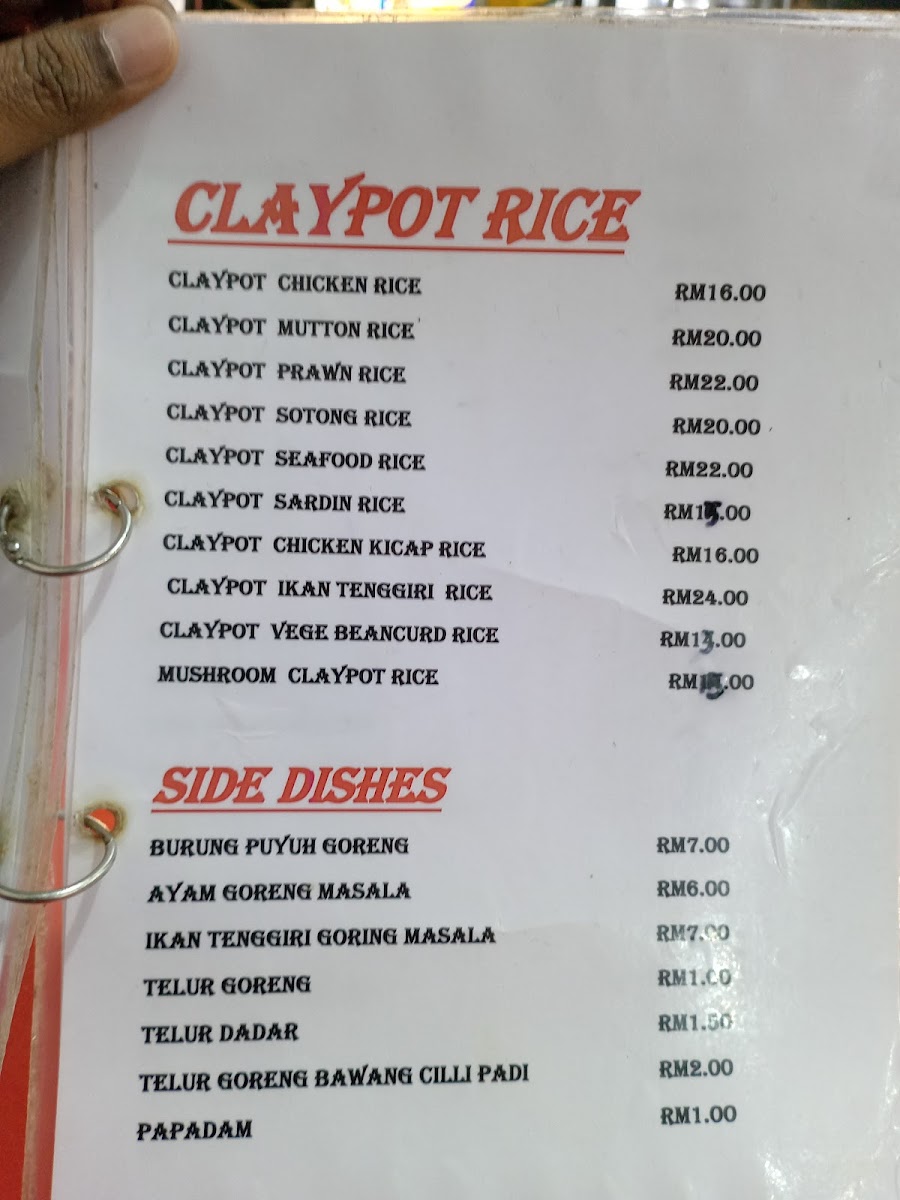 CLAYPOT RICE
CLAYPOT CHICKEN RICE RM16.00
CLAYPOT MUTTON RICE RM20.00
CLAYPOT PRAWN RICE RM22.00
CLAYPOT SOTONG RICE RM20.00
CLAYPOT SEAFOOD RICE RM22.00
CLAYPOT SARDIN RICE RM15.00
CLAYPOT CHICKEN KICAP RICE RM16.00
CLAYPOT IKAN TENGGIRI RICE RM24.00
CLAYPOT VEGE BEANCURD RICE
MUSHROOM CLAYPOT RICE
SIDE DISHES
BURUNG PUYUH GORENG RM7.00
AYAM GORENG MASALA RM6.00
IKAN TENGGIRI GORING MASALA RM7.00
TELUR GORENG RM1.00
TELUR DADAR RM1.50
TELUR GORENG BAWANG CILLI PADI RM2.00
PAPADAM RM1.00